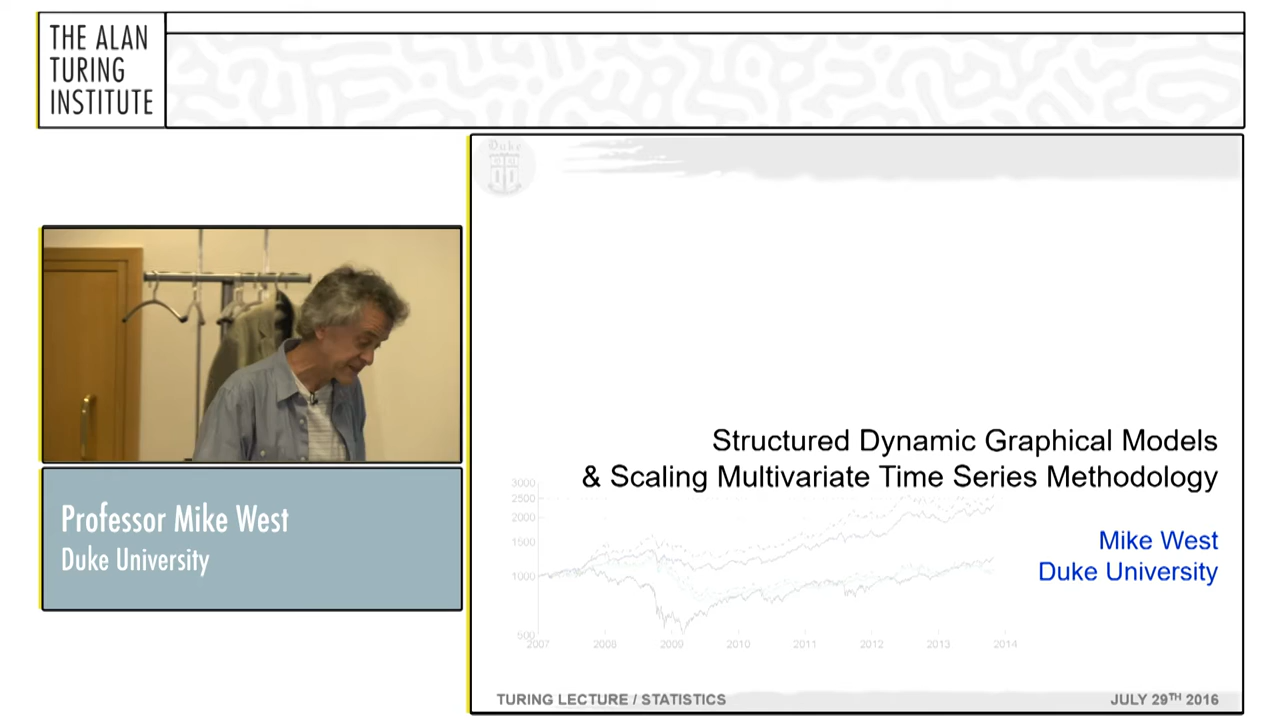 THE ALAN
TURING
INSTITUTE
Duke
Professor Mike West
Duke University
Structured Dynamic Graphical Models
& Scaling Multivariate Time Series Methodology
Mike West
Duke University
3000
2500
2000
1500
1000
500
2007 2008 2009 2010 2011 2012 2013 2014
TURING LECTURE / STATISTICS JULY 29TH 2016